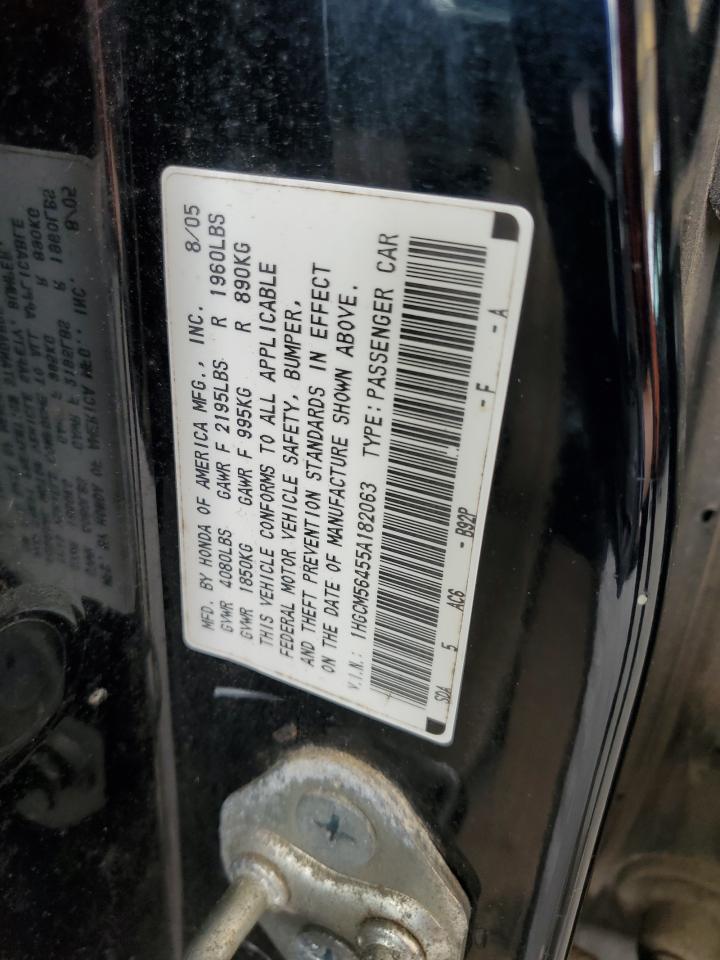 MFD. BY HONDA OF AMERICA MFG., INC. 8/05
GVWR 4080LBS GAWR F 2195LBS R 1960LBS
GVWR 1850KG GAWR F 995KG R 890KG
THIS VEHICLE CONFORMS TO ALL APPLICABLE
FEDERAL MOTOR VEHICLE SAFETY, BUMPER,
AND THEFT PREVENTION STANDARDS IN EFFECT
ON THE DATE OF MANUFACTURE SHOWN ABOVE.
V.I.N.: 1HGCM56455A182063 TYPE: PASSENGER CAR
SDA 5 AC6 - B92P - F - A